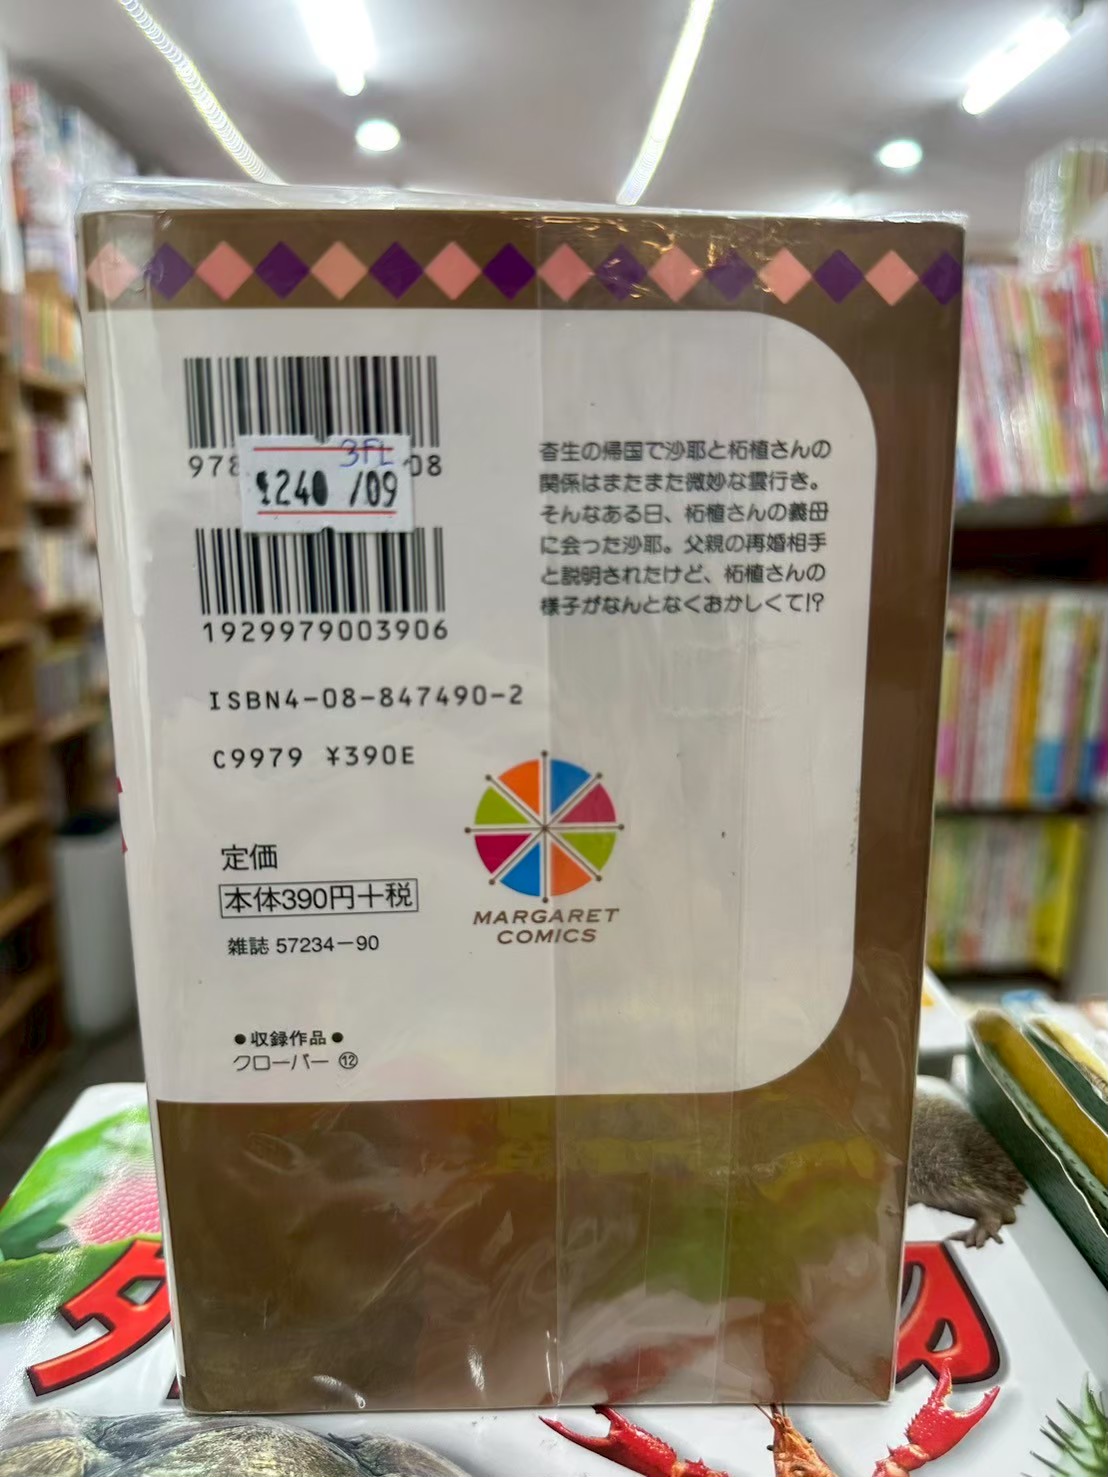 978
08
3FL
240 /09
1929979003906
ISBN4-08-847490-2
C9979 ¥390E
定価
本体390円+税
雑誌 57234-90
●収録作品●
クローバー ⑫
杳生の帰国で沙耶と柘植さんの
関係はまたまた微妙な雲行き。
そんなある日、柘植さんの義母
に会った沙耶。父親の再婚相手
と説明されたけど、柘植さんの
様子がなんとなくおかしくて!?
MARGARET
COMICS